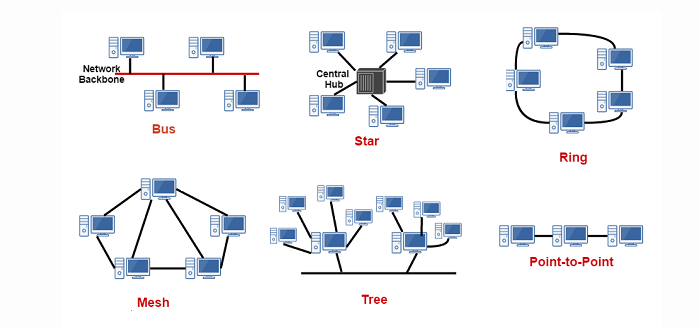 Network
Backbone
Bus
Central
Hub
Star
Ring
Mesh
Tree
Point-to-Point